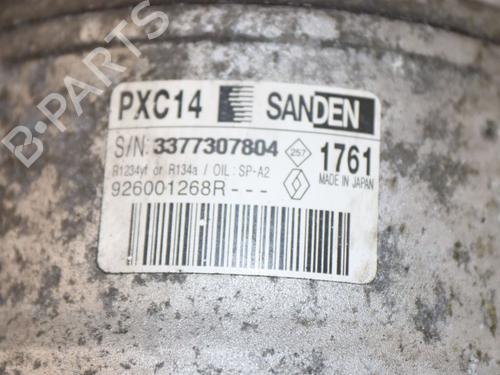 B-PARTS
PXC14 SANDEN
S/N: 3377307804 257 1761
R1234yf or R134a / OIL: SP-A2 MADE IN JAPAN
926001268R---